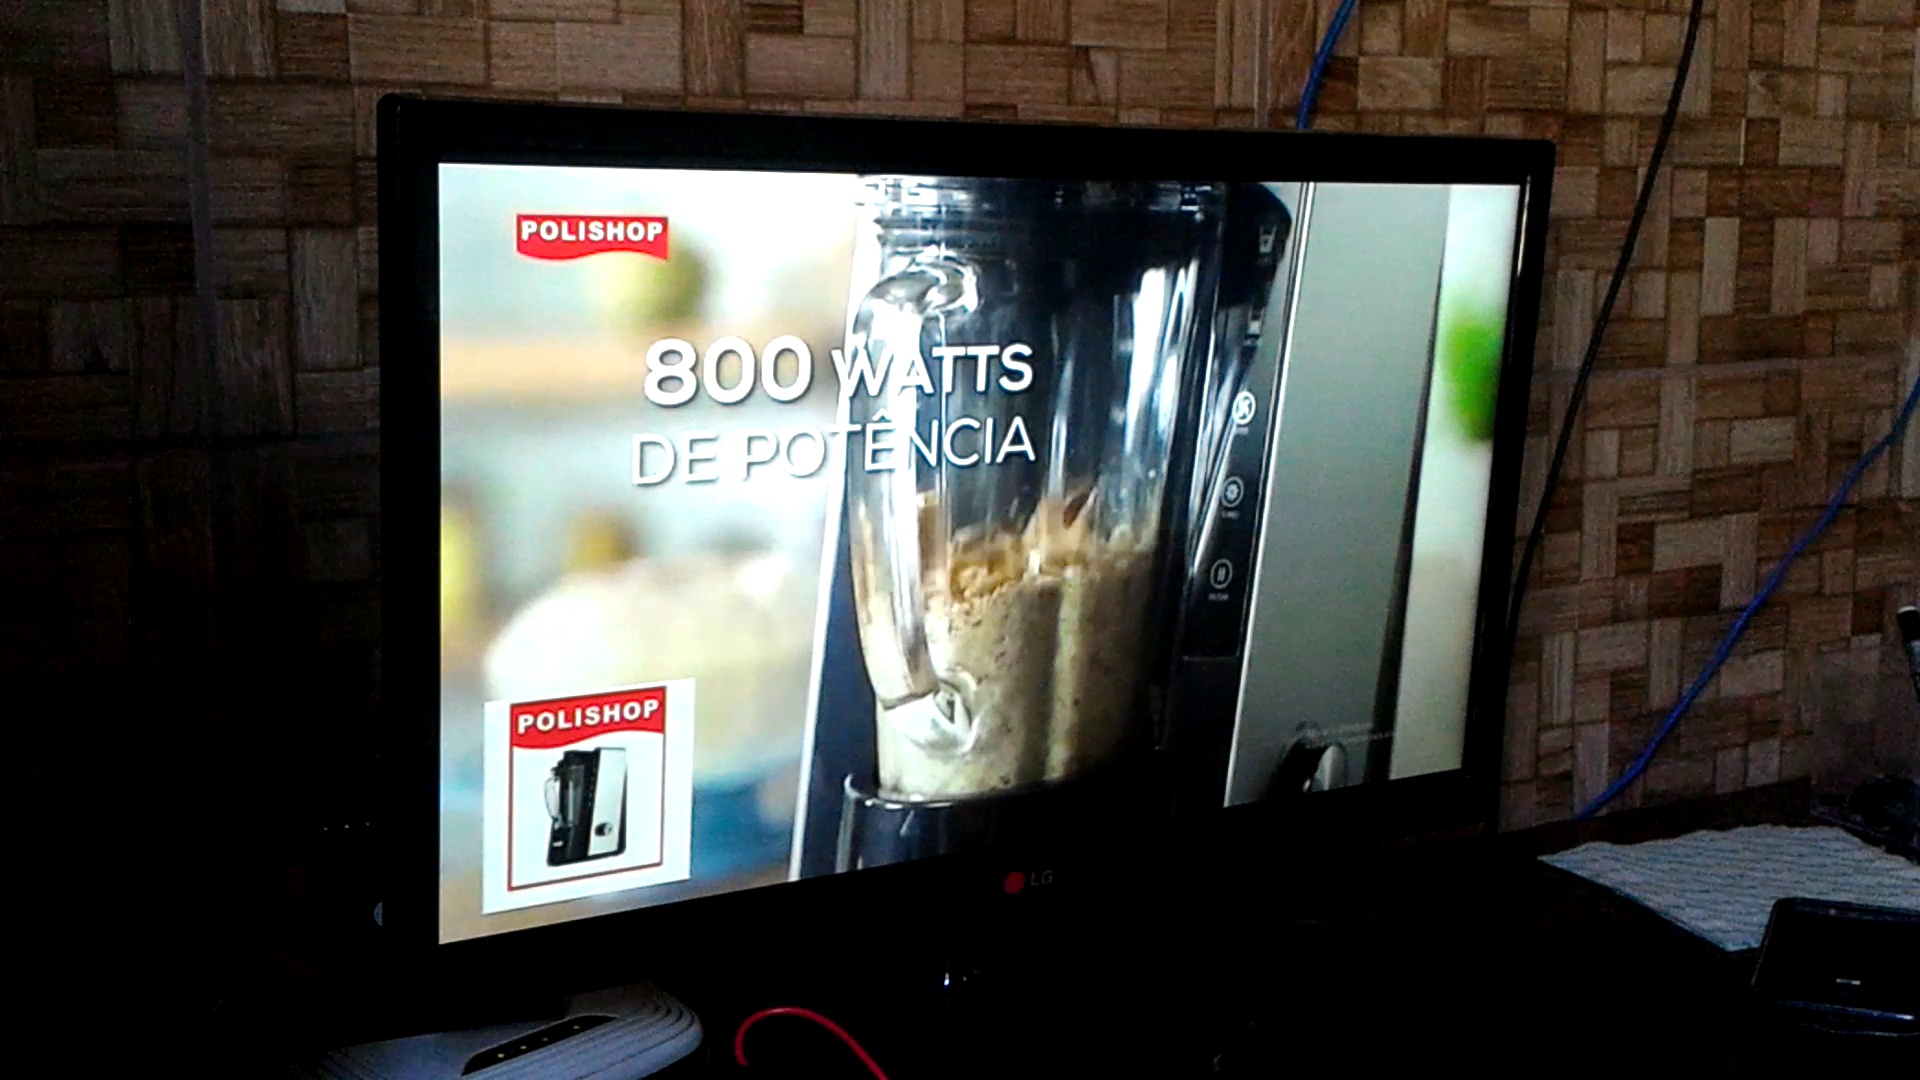 POLISHOP
800 WATTS
DE POTÊNCIA
POLISHOP
LG